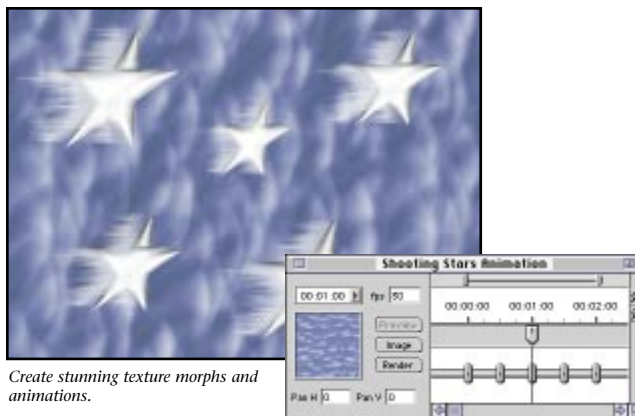 Shooting Stars Animation
00:01:00 fps 30
00:00:00 00:01:00 00:02:00
Preview
Image
Render
Pan H 0 Pan V 0
Create stunning texture morphs and
animations.